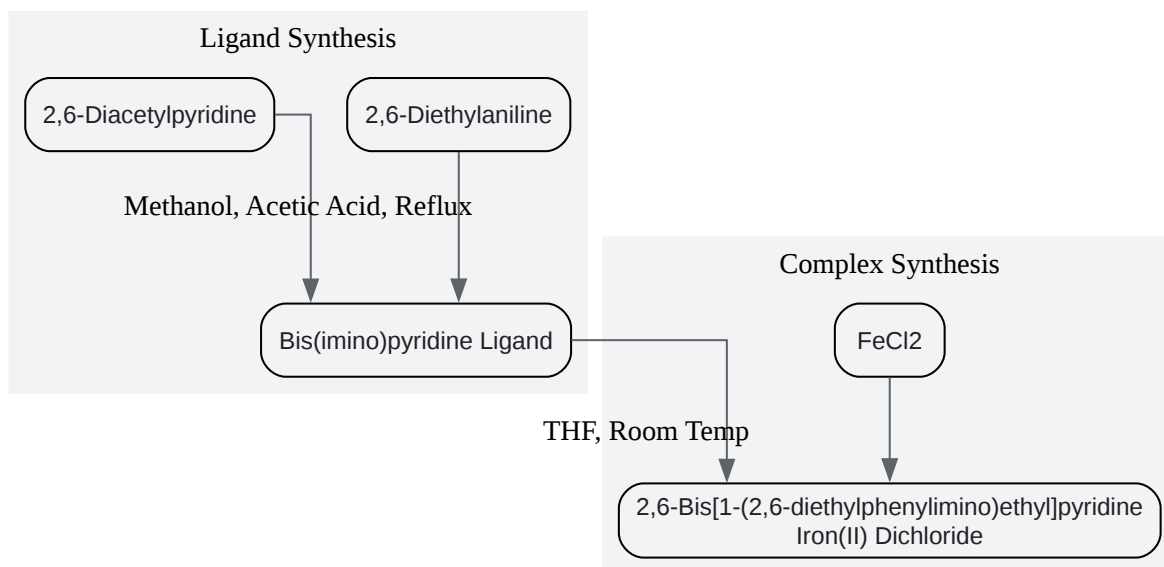 Ligand Synthesis
2,6-Diacetylpyridine
2,6-Diethylaniline
Methanol, Acetic Acid, Reflux
Bis(imino)pyridine Ligand
Complex Synthesis
FeCl2
THF, Room Temp
2,6-Bis[1-(2,6-diethylphenylimino)ethyl]pyridine
Iron(II) Dichloride